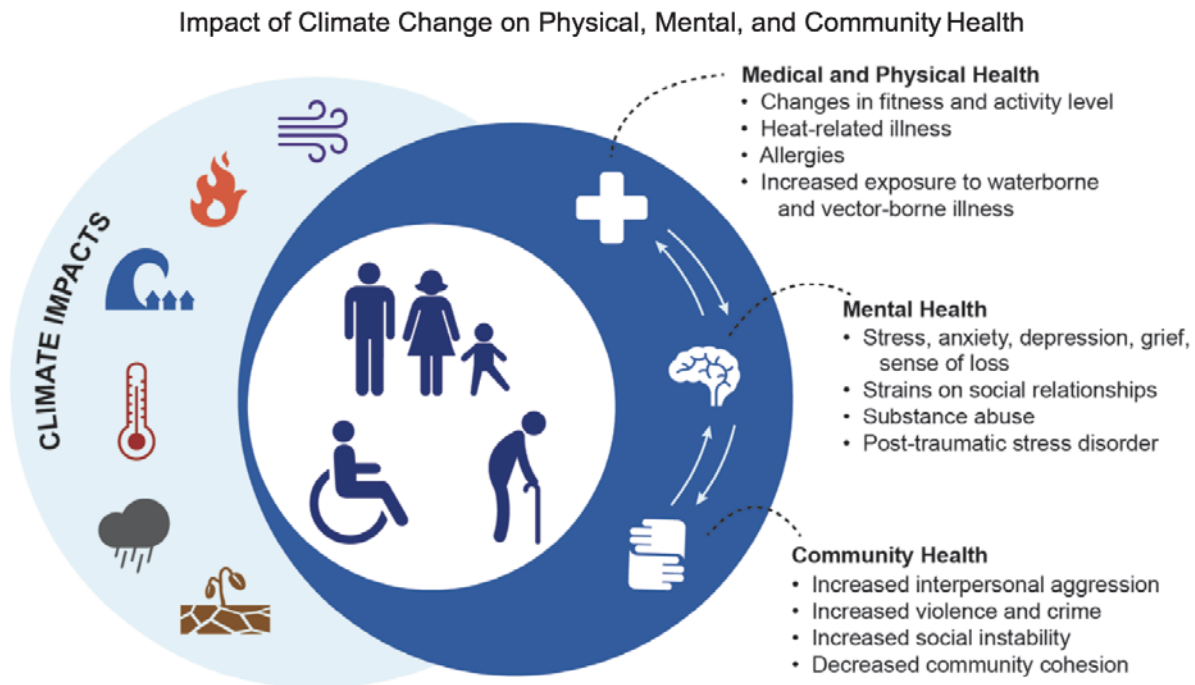 Impact of Climate Change on Physical, Mental, and Community Health
CLIMATE IMPACTS
Medical and Physical Health
• Changes in fitness and activity level
• Heat-related illness
• Allergies
• Increased exposure to waterborne
and vector-borne illness
Mental Health
• Stress, anxiety, depression, grief,
sense of loss
• Strains on social relationships
• Substance abuse
• Post-traumatic stress disorder
Community Health
• Increased interpersonal aggression
• Increased violence and crime
• Increased social instability
• Decreased community cohesion